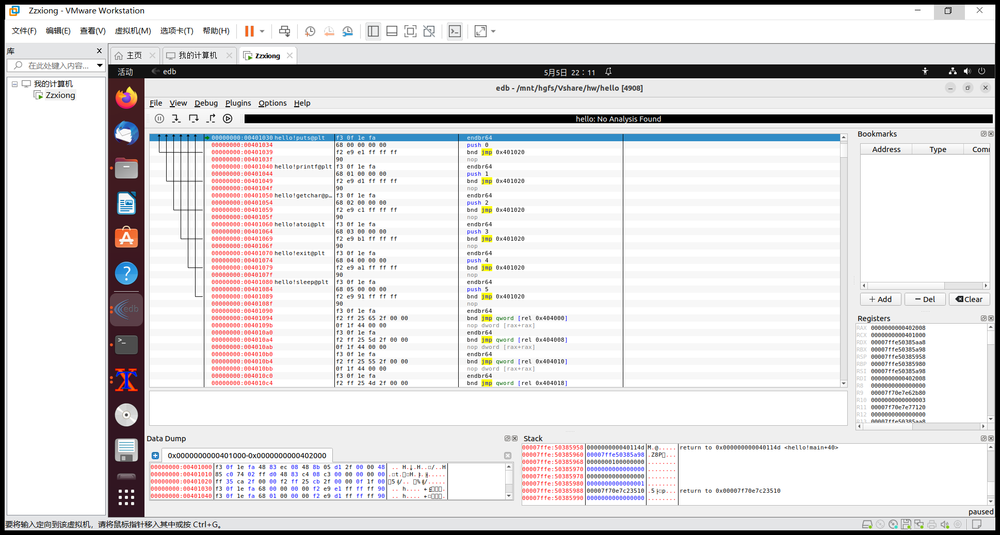 Zzxiong - VMware Workstation
文件(F) 编辑(E) 查看(V) 虚拟机(M) 选项卡(T) 帮助(H)
库
在此处键入内容...
我的计算机
Zzxiong
主页 我的计算机 Zzxiong
活动 edb 5月5日 22：11
edb - /mnt/hgfs/Vshare/hw/hello [4908]
File View Debug Plugins Options Help
hello: No Analysis Found
00000000:00401030 hello!puts@plt f3 0f 1e fa endbr64
00000000:00401034 68 00 00 00 00 push 0
00000000:00401039 f2 e9 e1 ff ff ff bnd jmp 0x401020
00000000:0040103f 90 nop
00000000:00401040 hello!printf@plt f3 0f 1e fa endbr64
00000000:00401044 68 01 00 00 00 push 1
00000000:00401049 f2 e9 d1 ff ff ff bnd jmp 0x401020
00000000:0040104f 90 nop
00000000:00401050 hello!getchar@p… f3 0f 1e fa endbr64
00000000:00401054 68 02 00 00 00 push 2
00000000:00401059 f2 e9 c1 ff ff ff bnd jmp 0x401020
00000000:0040105f 90 nop
00000000:00401060 hello!atoi@plt f3 0f 1e fa endbr64
00000000:00401064 68 03 00 00 00 push 3
00000000:00401069 f2 e9 b1 ff ff ff bnd jmp 0x401020
00000000:0040106f 90 nop
00000000:00401070 hello!exit@plt f3 0f 1e fa endbr64
00000000:00401074 68 04 00 00 00 push 4
00000000:00401079 f2 e9 a1 ff ff ff bnd jmp 0x401020
00000000:0040107f 90 nop
00000000:00401080 hello!sleep@plt f3 0f 1e fa endbr64
00000000:00401084 68 05 00 00 00 push 5
00000000:00401089 f2 e9 91 ff ff ff bnd jmp 0x401020
00000000:0040108f 90 nop
00000000:00401090 f3 0f 1e fa endbr64
00000000:00401094 f2 ff 25 65 2f 00 00 bnd jmp qword [rel 0x404000]
00000000:0040109b 0f 1f 44 00 00 nop dword [rax+rax]
00000000:004010a0 f3 0f 1e fa endbr64
00000000:004010a4 f2 ff 25 5d 2f 00 00 bnd jmp qword [rel 0x404008]
00000000:004010ab 0f 1f 44 00 00 nop dword [rax+rax]
00000000:004010b0 f3 0f 1e fa endbr64
00000000:004010b4 f2 ff 25 55 2f 00 00 bnd jmp qword [rel 0x404010]
00000000:004010bb 0f 1f 44 00 00 nop dword [rax+rax]
00000000:004010c0 f3 0f 1e fa endbr64
00000000:004010c4 f2 ff 25 4d 2f 00 00 bnd jmp qword [rel 0x404018]
Bookmarks
Address Type Comm
Add Del Clear
Registers
RAX 0000000000402008
RCX 0000000000401000
RDX 00007ffe50385aa8
RBX 00007ffe50385a98
RSP 00007ffe50385958
RBP 00007ffe50385980
RSI 00007ffe50385a98
RDI 0000000000402008
R8 0000000000000000
R9 00007f70e7e62b80
R10 0000000000000003
R11 00007f70e7e77120
R12 0000000000000000
R13 00007ffe50385aa8
Data Dump
0x0000000000401000-0x0000000000402000
00000000:00401000 f3 0f 1e fa 48 83 ec 08 48 8b 05 d1 2f 00 00 48
00000000:00401010 85 c0 74 02 ff d0 48 83 c4 08 c3 00 00 00 00 00
00000000:00401020 ff 35 ca 2f 00 00 f2 ff 25 cb 2f 00 00 0f 1f 00
00000000:00401030 f3 0f 1e fa 68 00 00 00 00 f2 e9 e1 ff ff ff 90
00000000:00401040 f3 0f 1e fa 68 01 00 00 00 f2 e9 d1 ff ff ff 90
Stack
00007ffe:50385958 000000000040114d M.@..... return to 0x000000000040114d <hello!main+40>
00007ffe:50385960 00007ffe50385a98
00007ffe:50385968 0000000100000000 ........
00007ffe:50385970 0000000000000000 ........
00007ffe:50385978 0000000000000000 ........
00007ffe:50385980 0000000000000001 ........
00007ffe:50385988 00007f70e7c23510 return to 0x00007f70e7c23510
00007ffe:50385990 0000000000000000 ........
paused
要将输入定向到该虚拟机，请将鼠标指针移入其中或按 Ctrl+G。